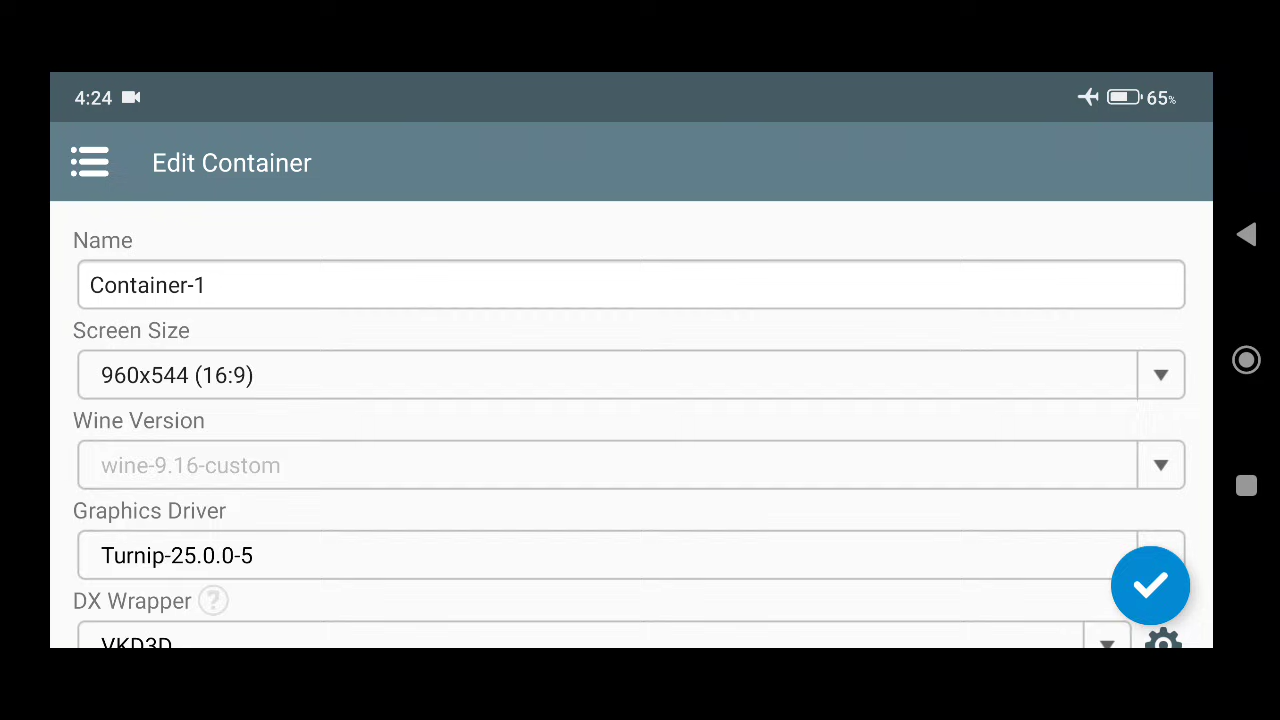 4:24 65%
Edit Container
Name
Container-1
Screen Size
960x544 (16:9)
Wine Version
wine-9.16-custom
Graphics Driver
Turnip-25.0.0-5
DX Wrapper ?
VKD3D